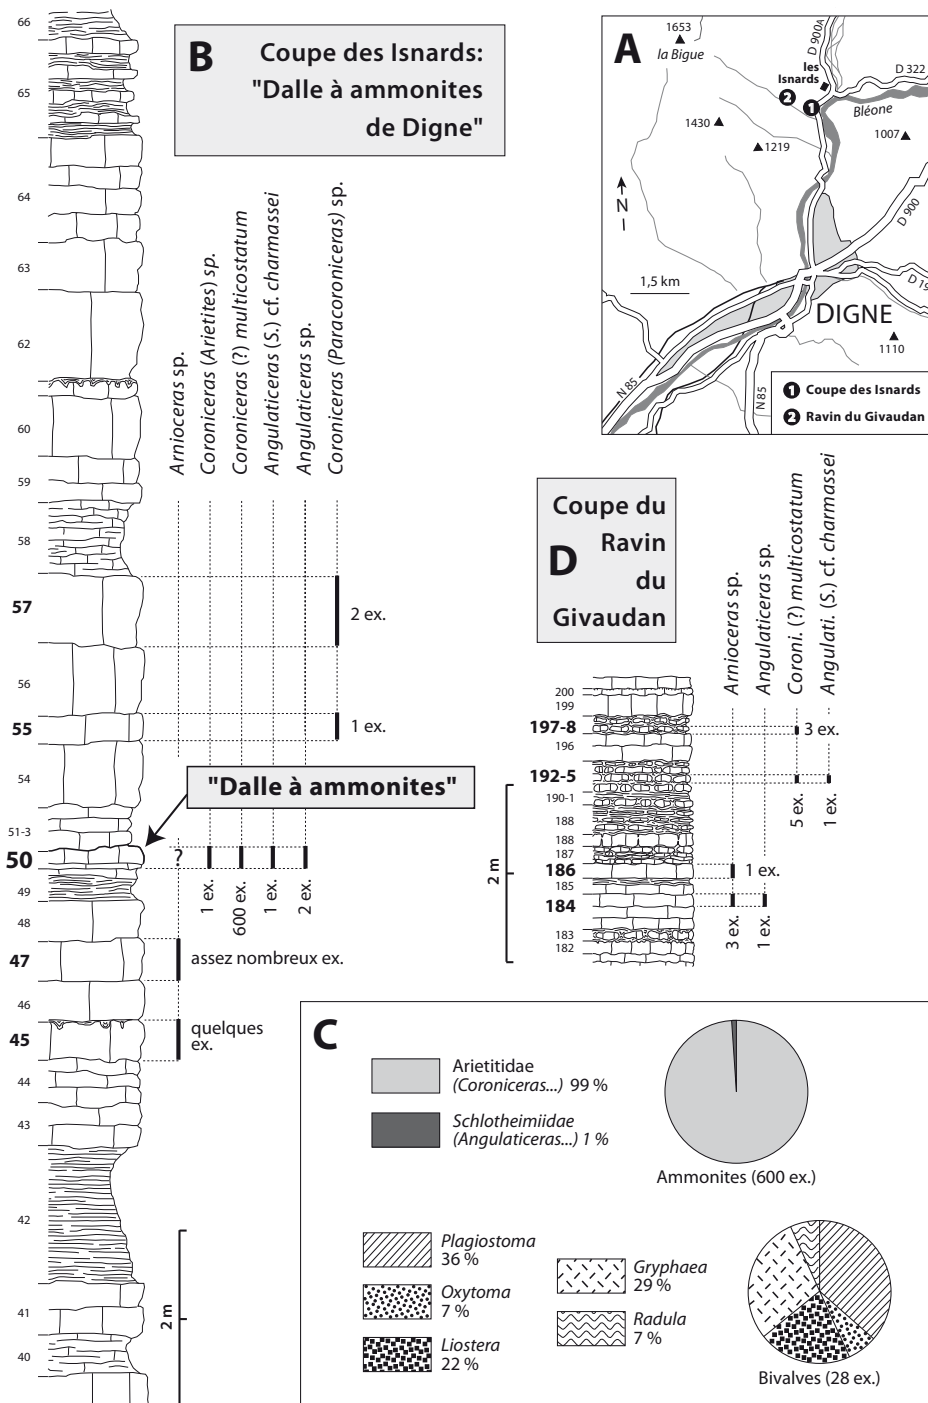 B
Coupe des Isnards:
"Dalle à ammonites
de Digne"
66
65
64
63
62
60
59
58
57
56
55
54
51-3
50
49
48
47
46
45
44
43
42
41
40
Arnioceras sp.
Coroniceras (Arietites) sp.
Coroniceras (?) multicostatum
Angulaticeras (S.) cf. charmassei
Angulaticeras sp.
Coroniceras (Paracoroniceras) sp.
2 ex.
1 ex.
"Dalle à ammonites"
?
1 ex.
600 ex.
1 ex.
2 ex.
assez nombreux ex.
quelques
ex.
2 m
A
1653
la Bigue
D 900A
les
Isnards
D 322
2
1
Bléone
1430
1219
1007
N
D 900
1,5 km
D 19
DIGNE
1110
N 85
N 85
1 Coupe des Isnards
2 Ravin du Givaudan
D
Coupe du
Ravin
du
Givaudan
Arnioceras sp.
Angulaticeras sp.
Coroni. (?) multicostatum
Angulati. (S.) cf. charmassei
200
199
197-8
196
192-5
190-1
188
188
187
186
185
184
183
182
3 ex.
5 ex.
1 ex.
1 ex.
3 ex.
1 ex.
2 m
C
Arietitidae
(Coroniceras...) 99 %
Schlotheimiidae
(Angulaticeras...) 1 %
Ammonites (600 ex.)
Plagiostoma
36 %
Oxytoma
7 %
Liostera
22 %
Gryphaea
29 %
Radula
7 %
Bivalves (28 ex.)